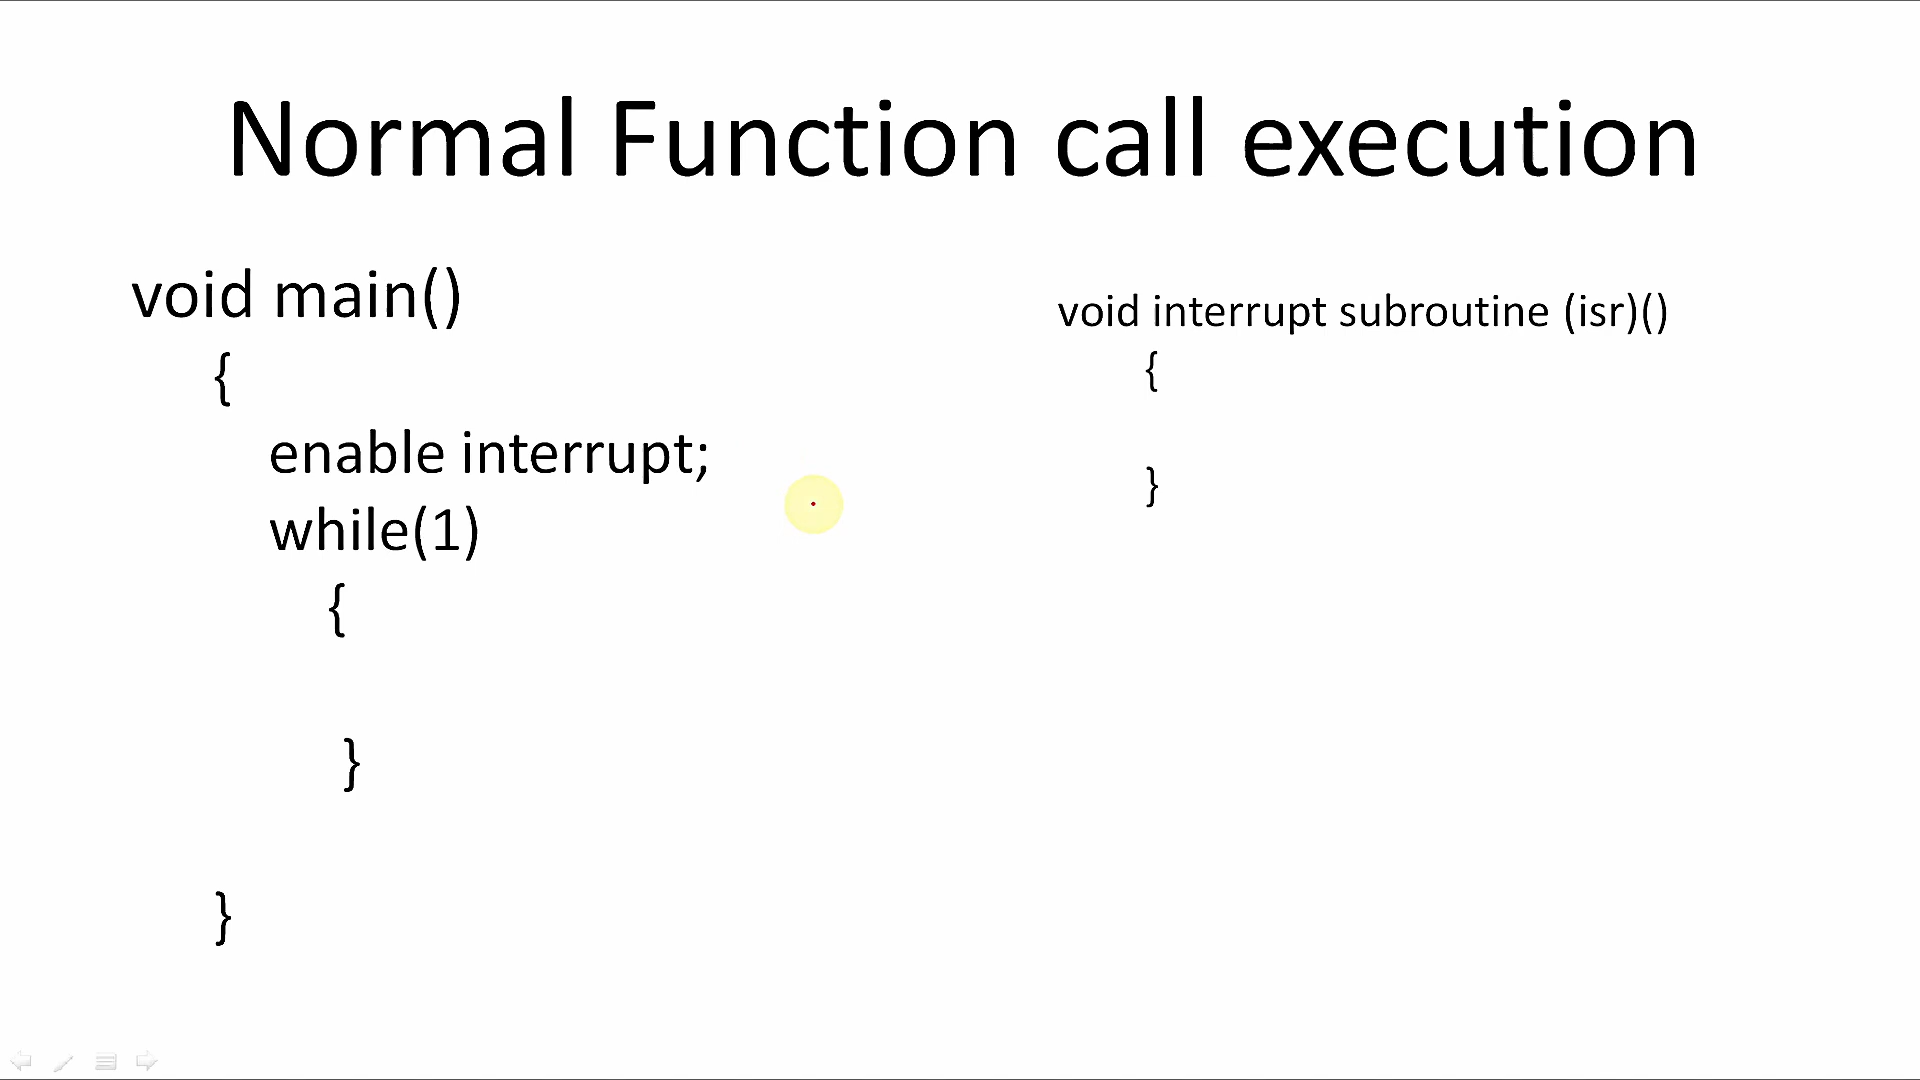 Normal Function call execution
void main()
{
enable interrupt;
while(1)
{
}
}
void interrupt subroutine (isr)()
{
}